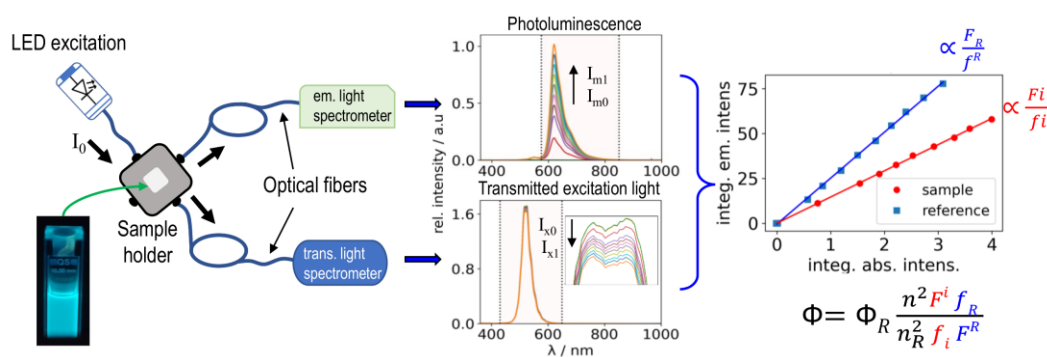 LED excitation
I0
em. light
spectrometer
Optical fibers
Sample
holder
trans. light
spectrometer
Photoluminescence
rel. intensity / a.u
1.0
0.5
0.0
Im1
Im0
400 600 800 1000
Transmitted excitation light
1.6
0.8
0.0
Ix0
Ix1
400 600 800 1000
λ / nm
∝ FR / fR
∝ Fi / fi
integ. em. intens
75
50
25
0
sample
reference
0 1 2 3 4
integ. abs. intens.
Φ= ΦR n² Fⁱ fR / nR² fi Fᴿ